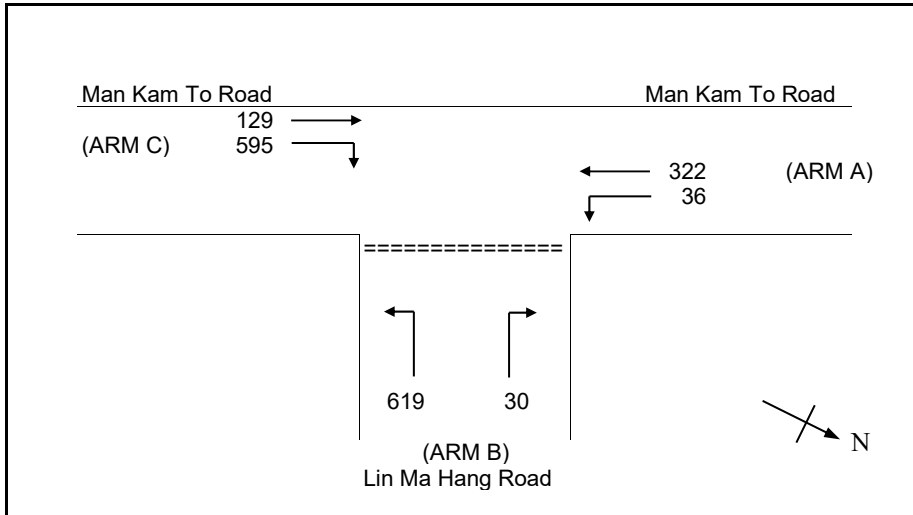 Man Kam To Road Man Kam To Road
129
(ARM C) 595
322 (ARM A)
36
619 30
(ARM B)
Lin Ma Hang Road
N